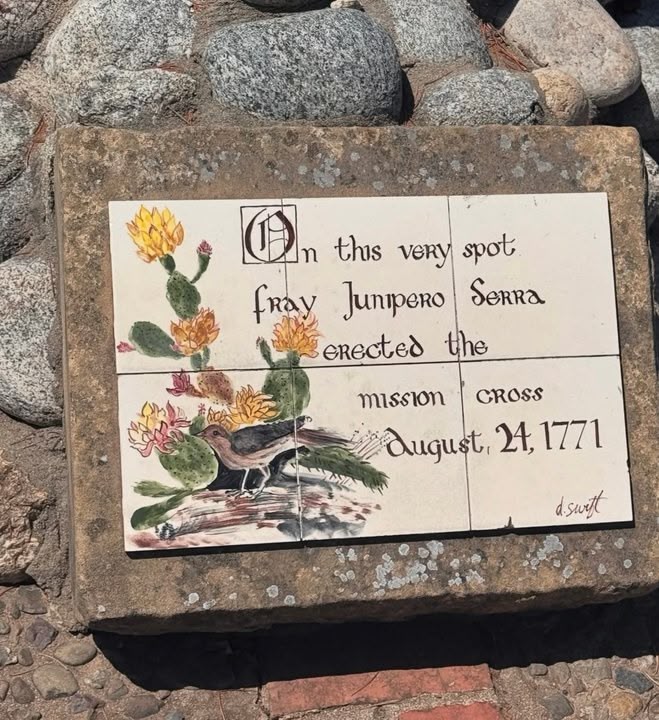 On this very spot
fray Junipero Serra
erected the
mission cross
August, 24, 1771
d. swift